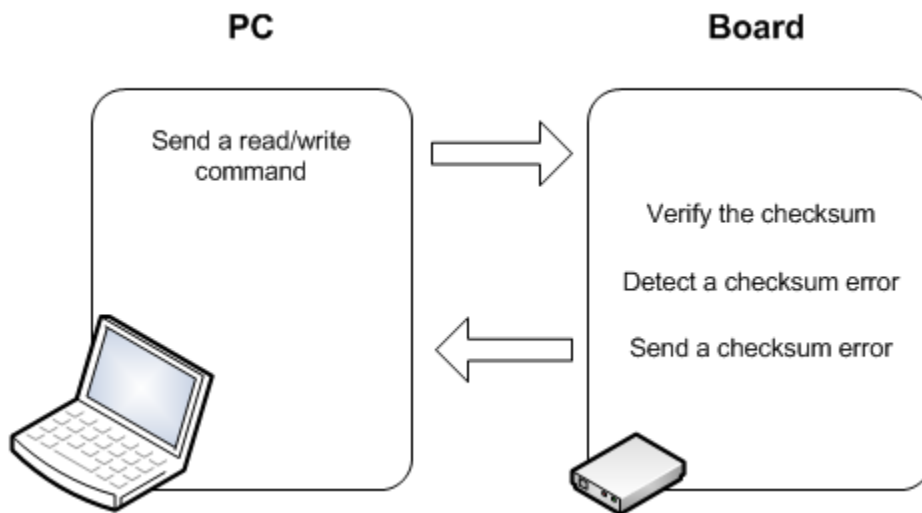 PC
Board
Send a read/write
command
Verify the checksum
Detect a checksum error
Send a checksum error